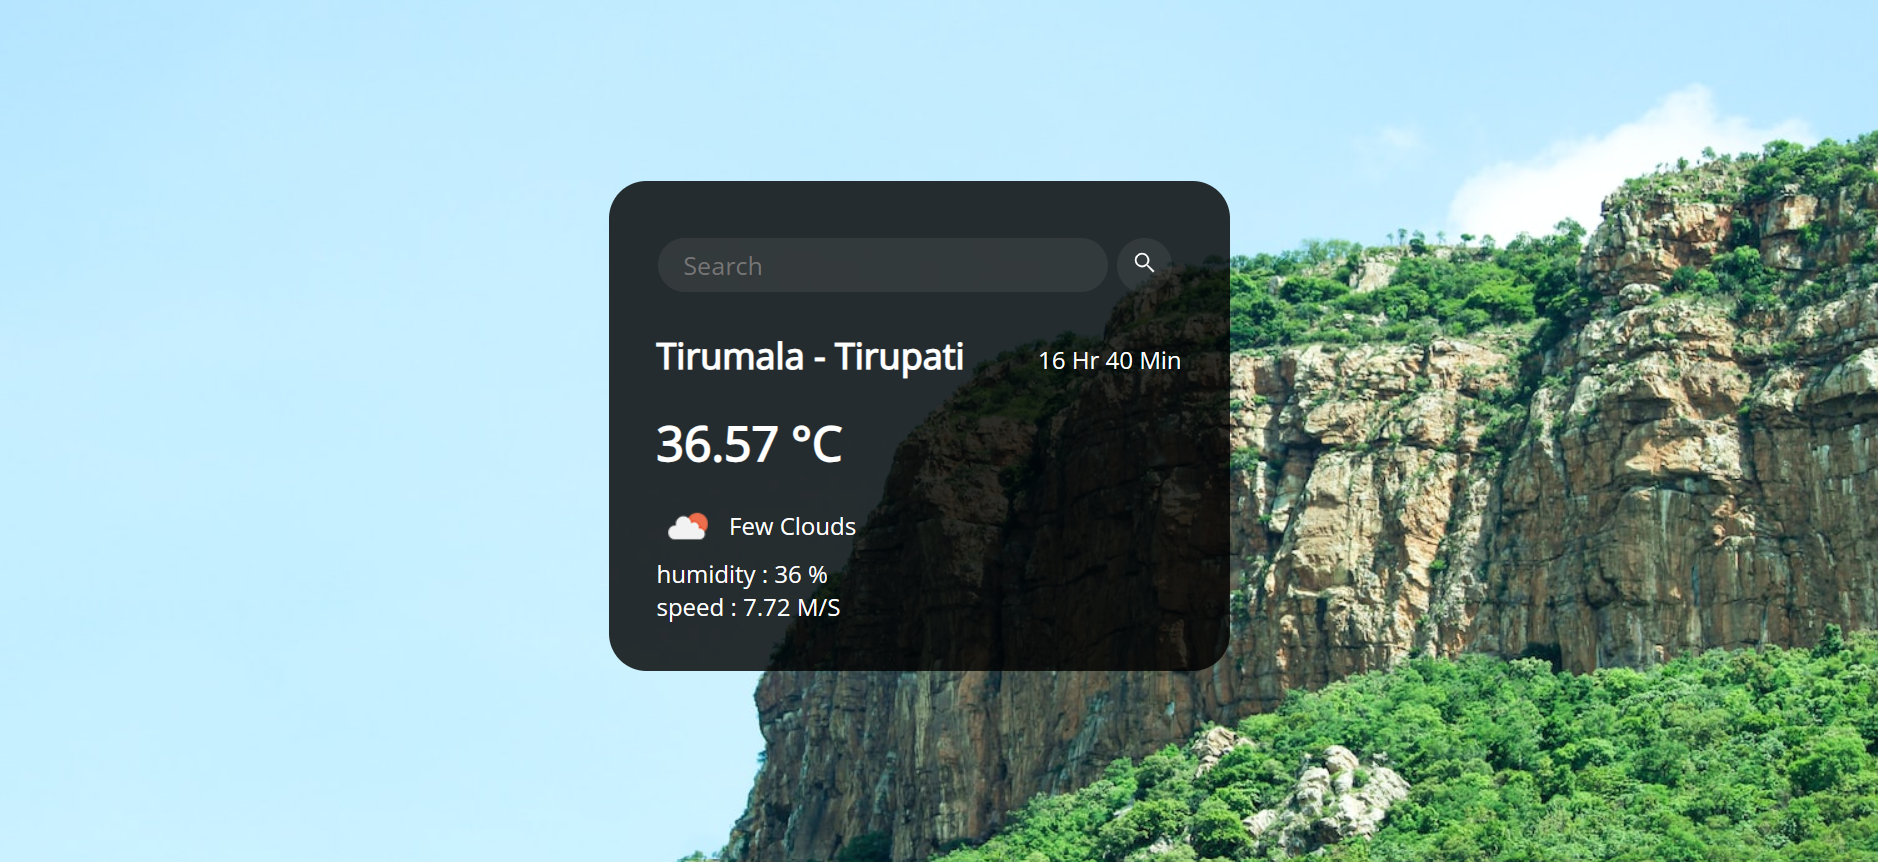 Search
Tirumala - Tirupati
16 Hr 40 Min
36.57 °C
Few Clouds
humidity : 36 %
speed : 7.72 M/S